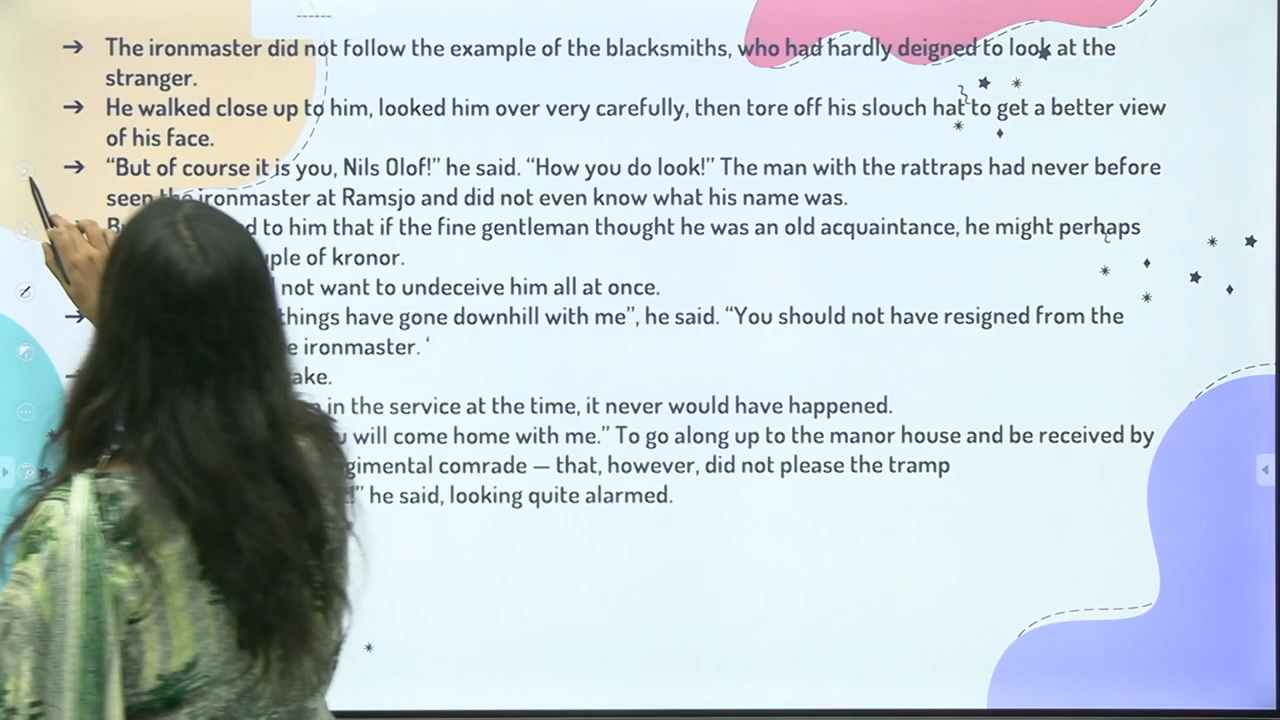 ➔ The ironmaster did not follow the example of the blacksmiths, who had hardly deigned to look at the
stranger.
➔ He walked close up to him, looked him over very carefully, then tore off his slouch hat to get a better view
of his face.
➔ “But of course it is you, Nils Olof!” he said. “How you do look!” The man with the rattraps had never before
seen the ironmaster at Ramsjo and did not even know what his name was.
to him that if the fine gentleman thought he was an old acquaintance, he might perhaps
of kronor.
not want to undeceive him all at once.
things have gone downhill with me”, he said. “You should not have resigned from the
ironmaster. ‘
in the service at the time, it never would have happened.
will come home with me.” To go along up to the manor house and be received by
comrade — that, however, did not please the tramp
he said, looking quite alarmed.